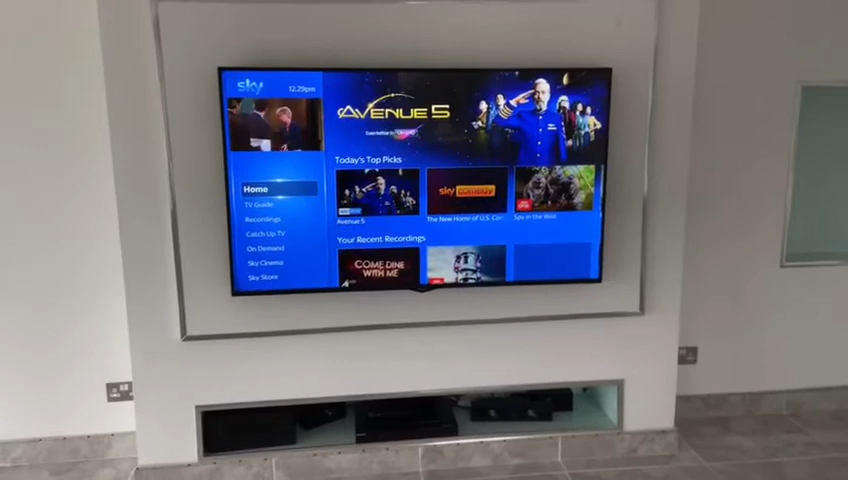 sky
12.29pm
AVENUE 5
Home
TV Guide
Recordings
Catch Up TV
On Demand
Sky Cinema
Sky Store
Today's Top Picks
sky comedy
Avenue 5
The New Home of U.S. Com
Spy in the Wild
Your Recent Recordings
COME DINE
WITH ME